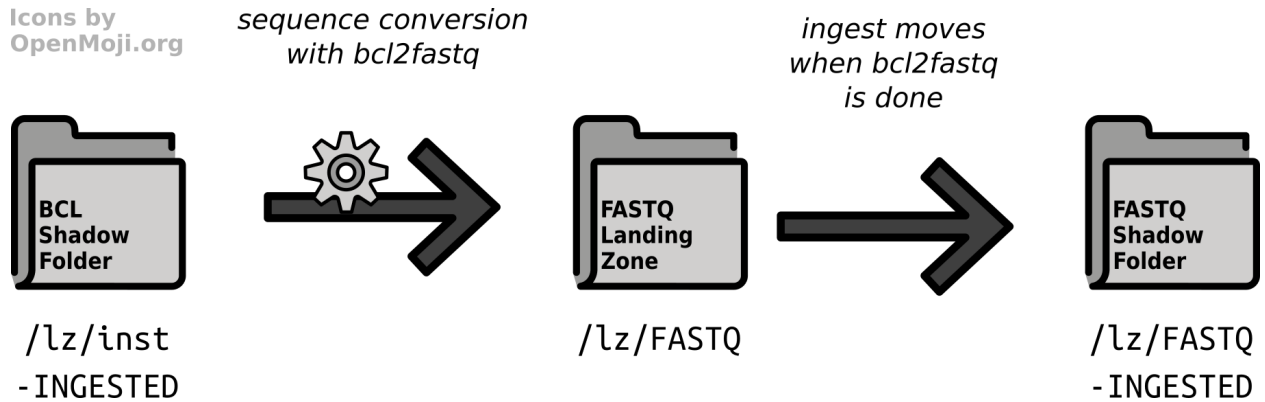 Icons by
OpenMoji.org
sequence conversion
with bcl2fastq
ingest moves
when bcl2fastq
is done
BCL
Shadow
Folder
FASTQ
Landing
Zone
FASTQ
Shadow
Folder
/lz/inst
-INGESTED
/lz/FASTQ
/lz/FASTQ
-INGESTED